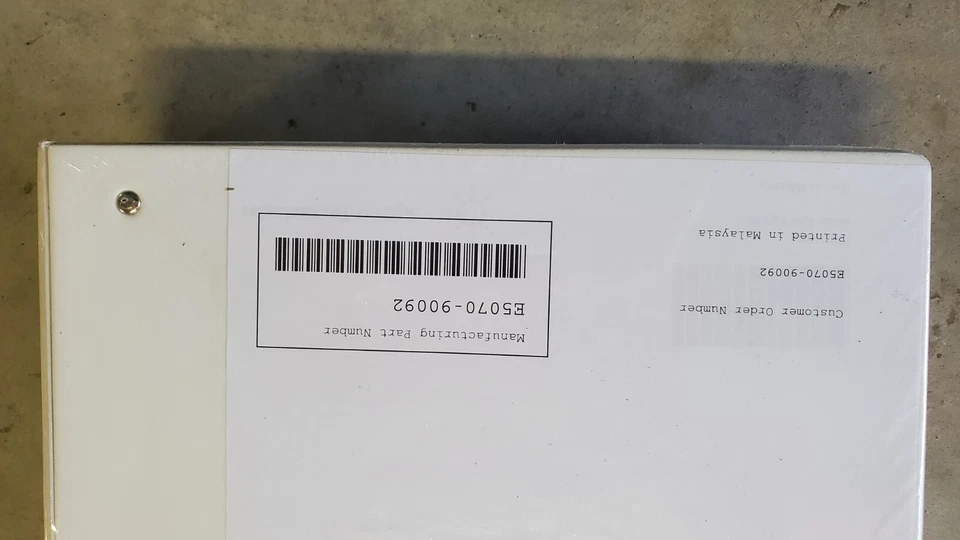 Customer Order Number
E5070-90092
Printed in Malaysia
Manufacturing Part Number
E5070-90092